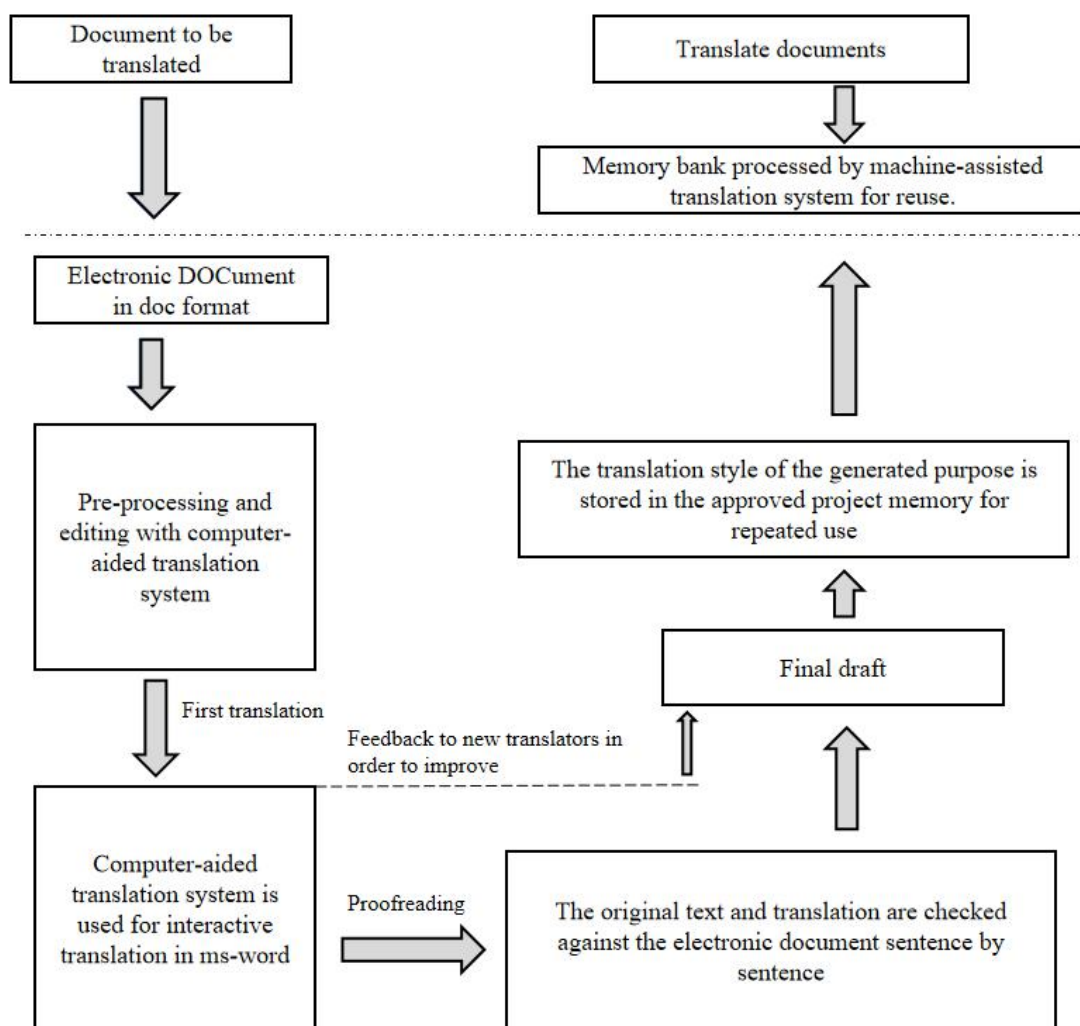 Document to be
translated
Translate documents
Memory bank processed by machine-assisted
translation system for reuse.
Electronic DOCument
in doc format
Pre-processing and
editing with computer-
aided translation
system
The translation style of the generated purpose is
stored in the approved project memory for
repeated use
Final draft
First translation
Feedback to new translators in
order to improve
Computer-aided
translation system is
used for interactive
translation in ms-word
Proofreading
The original text and translation are checked
against the electronic document sentence by
sentence